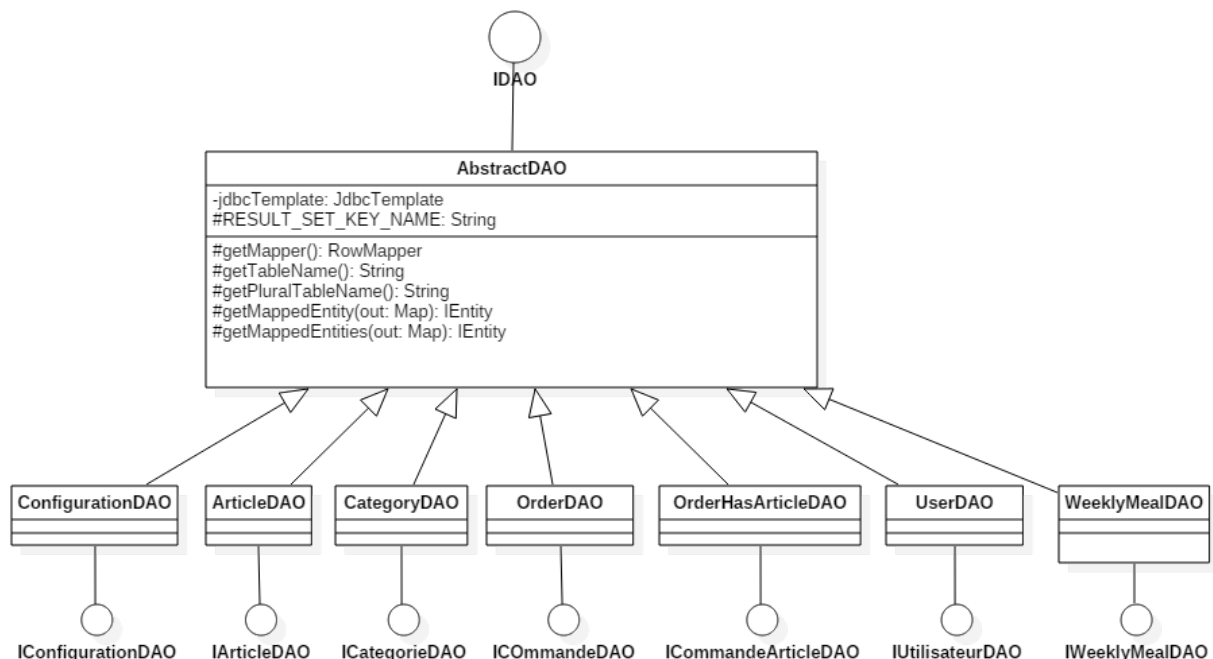 IDAO
AbstractDAO
-jdbcTemplate: JdbcTemplate
#RESULT_SET_KEY_NAME: String
#getMapper(): RowMapper
#getTableName(): String
#getPluralTableName(): String
#getMappedEntity(out: Map): IEntity
#getMappedEntities(out: Map): IEntity
ConfigurationDAO
ArticleDAO
CategoryDAO
OrderDAO
OrderHasArticleDAO
UserDAO
WeeklyMealDAO
IConfigurationDAO
IArticleDAO
ICategorieDAO
ICOmmandeDAO
ICommandeArticleDAO
IUtilisateurDAO
IWeeklyMealDAO